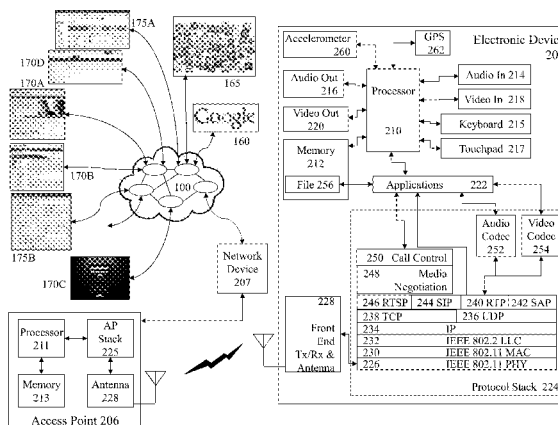 175A
170D
170A
165
Google
160
170B
100
175B
170C
Network
Device
207
Processor
211
AP
Stack
225
Memory
213
Antenna
228
Access Point 206
Electronic Device
Accelerometer
260
GPS
262
Audio Out
216
Video Out
220
Processor
210
Audio In 214
Video In 218
Keyboard 215
Touchpad 217
Memory
212
File 256
Applications 222
Audio
Codec
252
Video
Codec
254
250 Call Control
248 Media
Negotiation
246 RTSP
244 SIP
240 RTP
242 SAP
238 TCP
236 UDP
234 IP
232 IEEE 802.2 LLC
230 IEEE 802.11 MAC
226 IEEE 802.11 PHY
Protocol Stack 224
228
Front
End
Tx/Rx &
Antenna